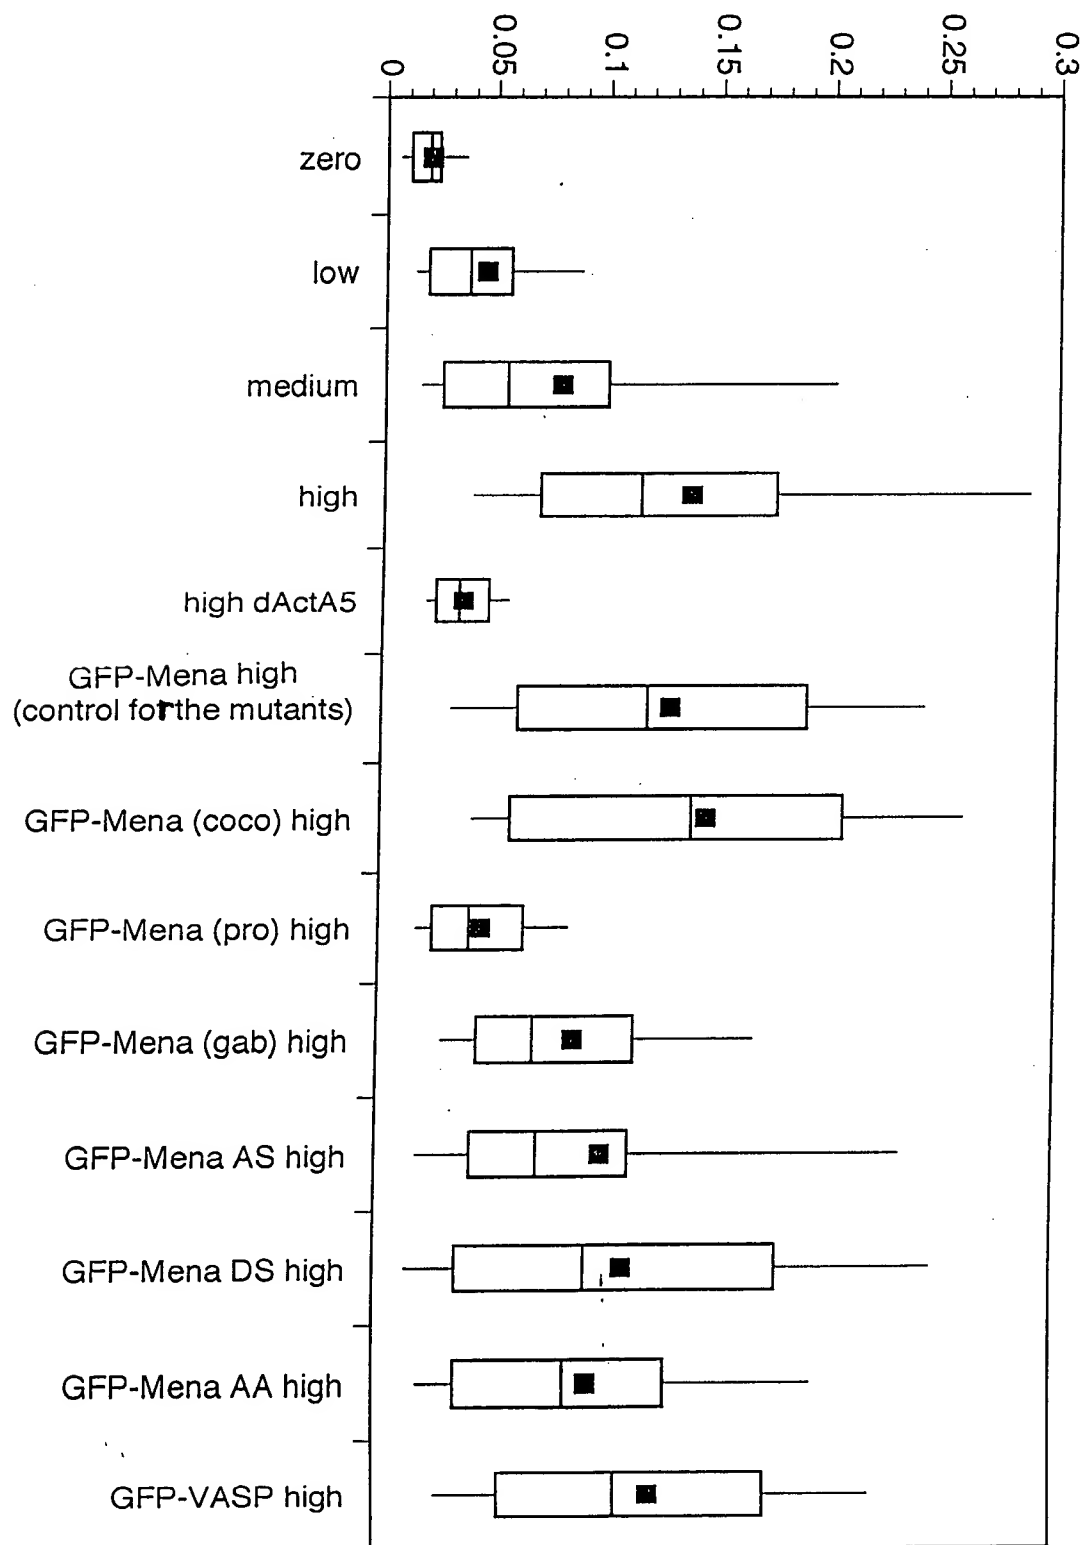 0
0.05
0.1
0.15
0.2
0.25
0.3
zero
low
medium
high
high dActA5
GFP-Mena high
(control for the mutants)
GFP-Mena (coco) high
GFP-Mena (pro) high
GFP-Mena (gab) high
GFP-Mena AS high
GFP-Mena DS high
GFP-Mena AA high
GFP-VASP high